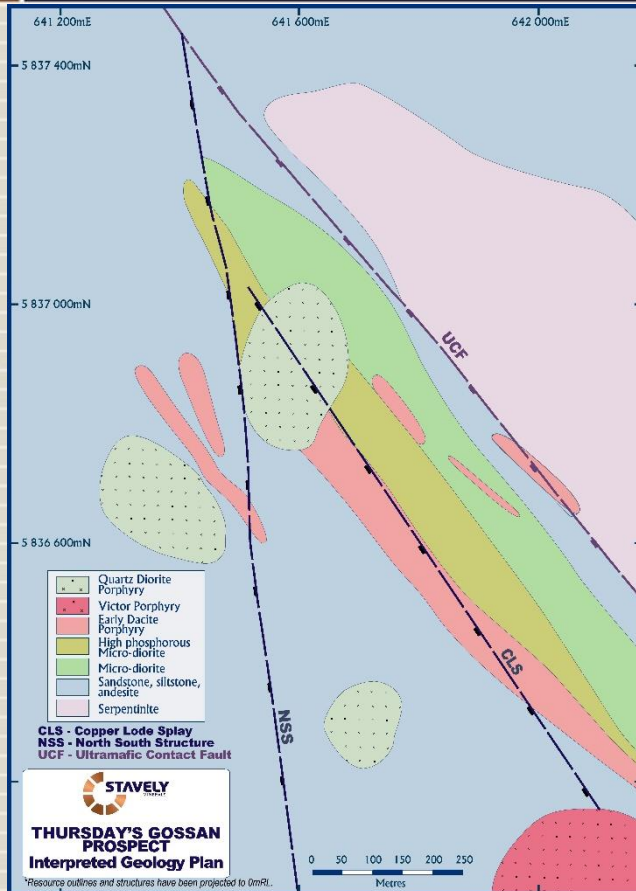 641 200mE
641 600mE
642 000mE
5 837 400mN
5 837 000mN
UCF
5 836 600mN
Quartz Diorite
Porphyry
Victor Porphyry
Early Dacite
Porphyry
High phosphorous
Micro-diorite
Micro-diorite
Sandstone, siltstone,
andesite
Serpentinite
CLS
NSS
CLS - Copper Lode Splay
NSS - North South Structure
UCF - Ultramafic Contact Fault
STAVELY
MINERALS
THURSDAY'S GOSSAN
PROSPECT
Interpreted Geology Plan
*Resource outlines and structures have been projected to 0mRL.
0 50 100 150 200 250
Metres